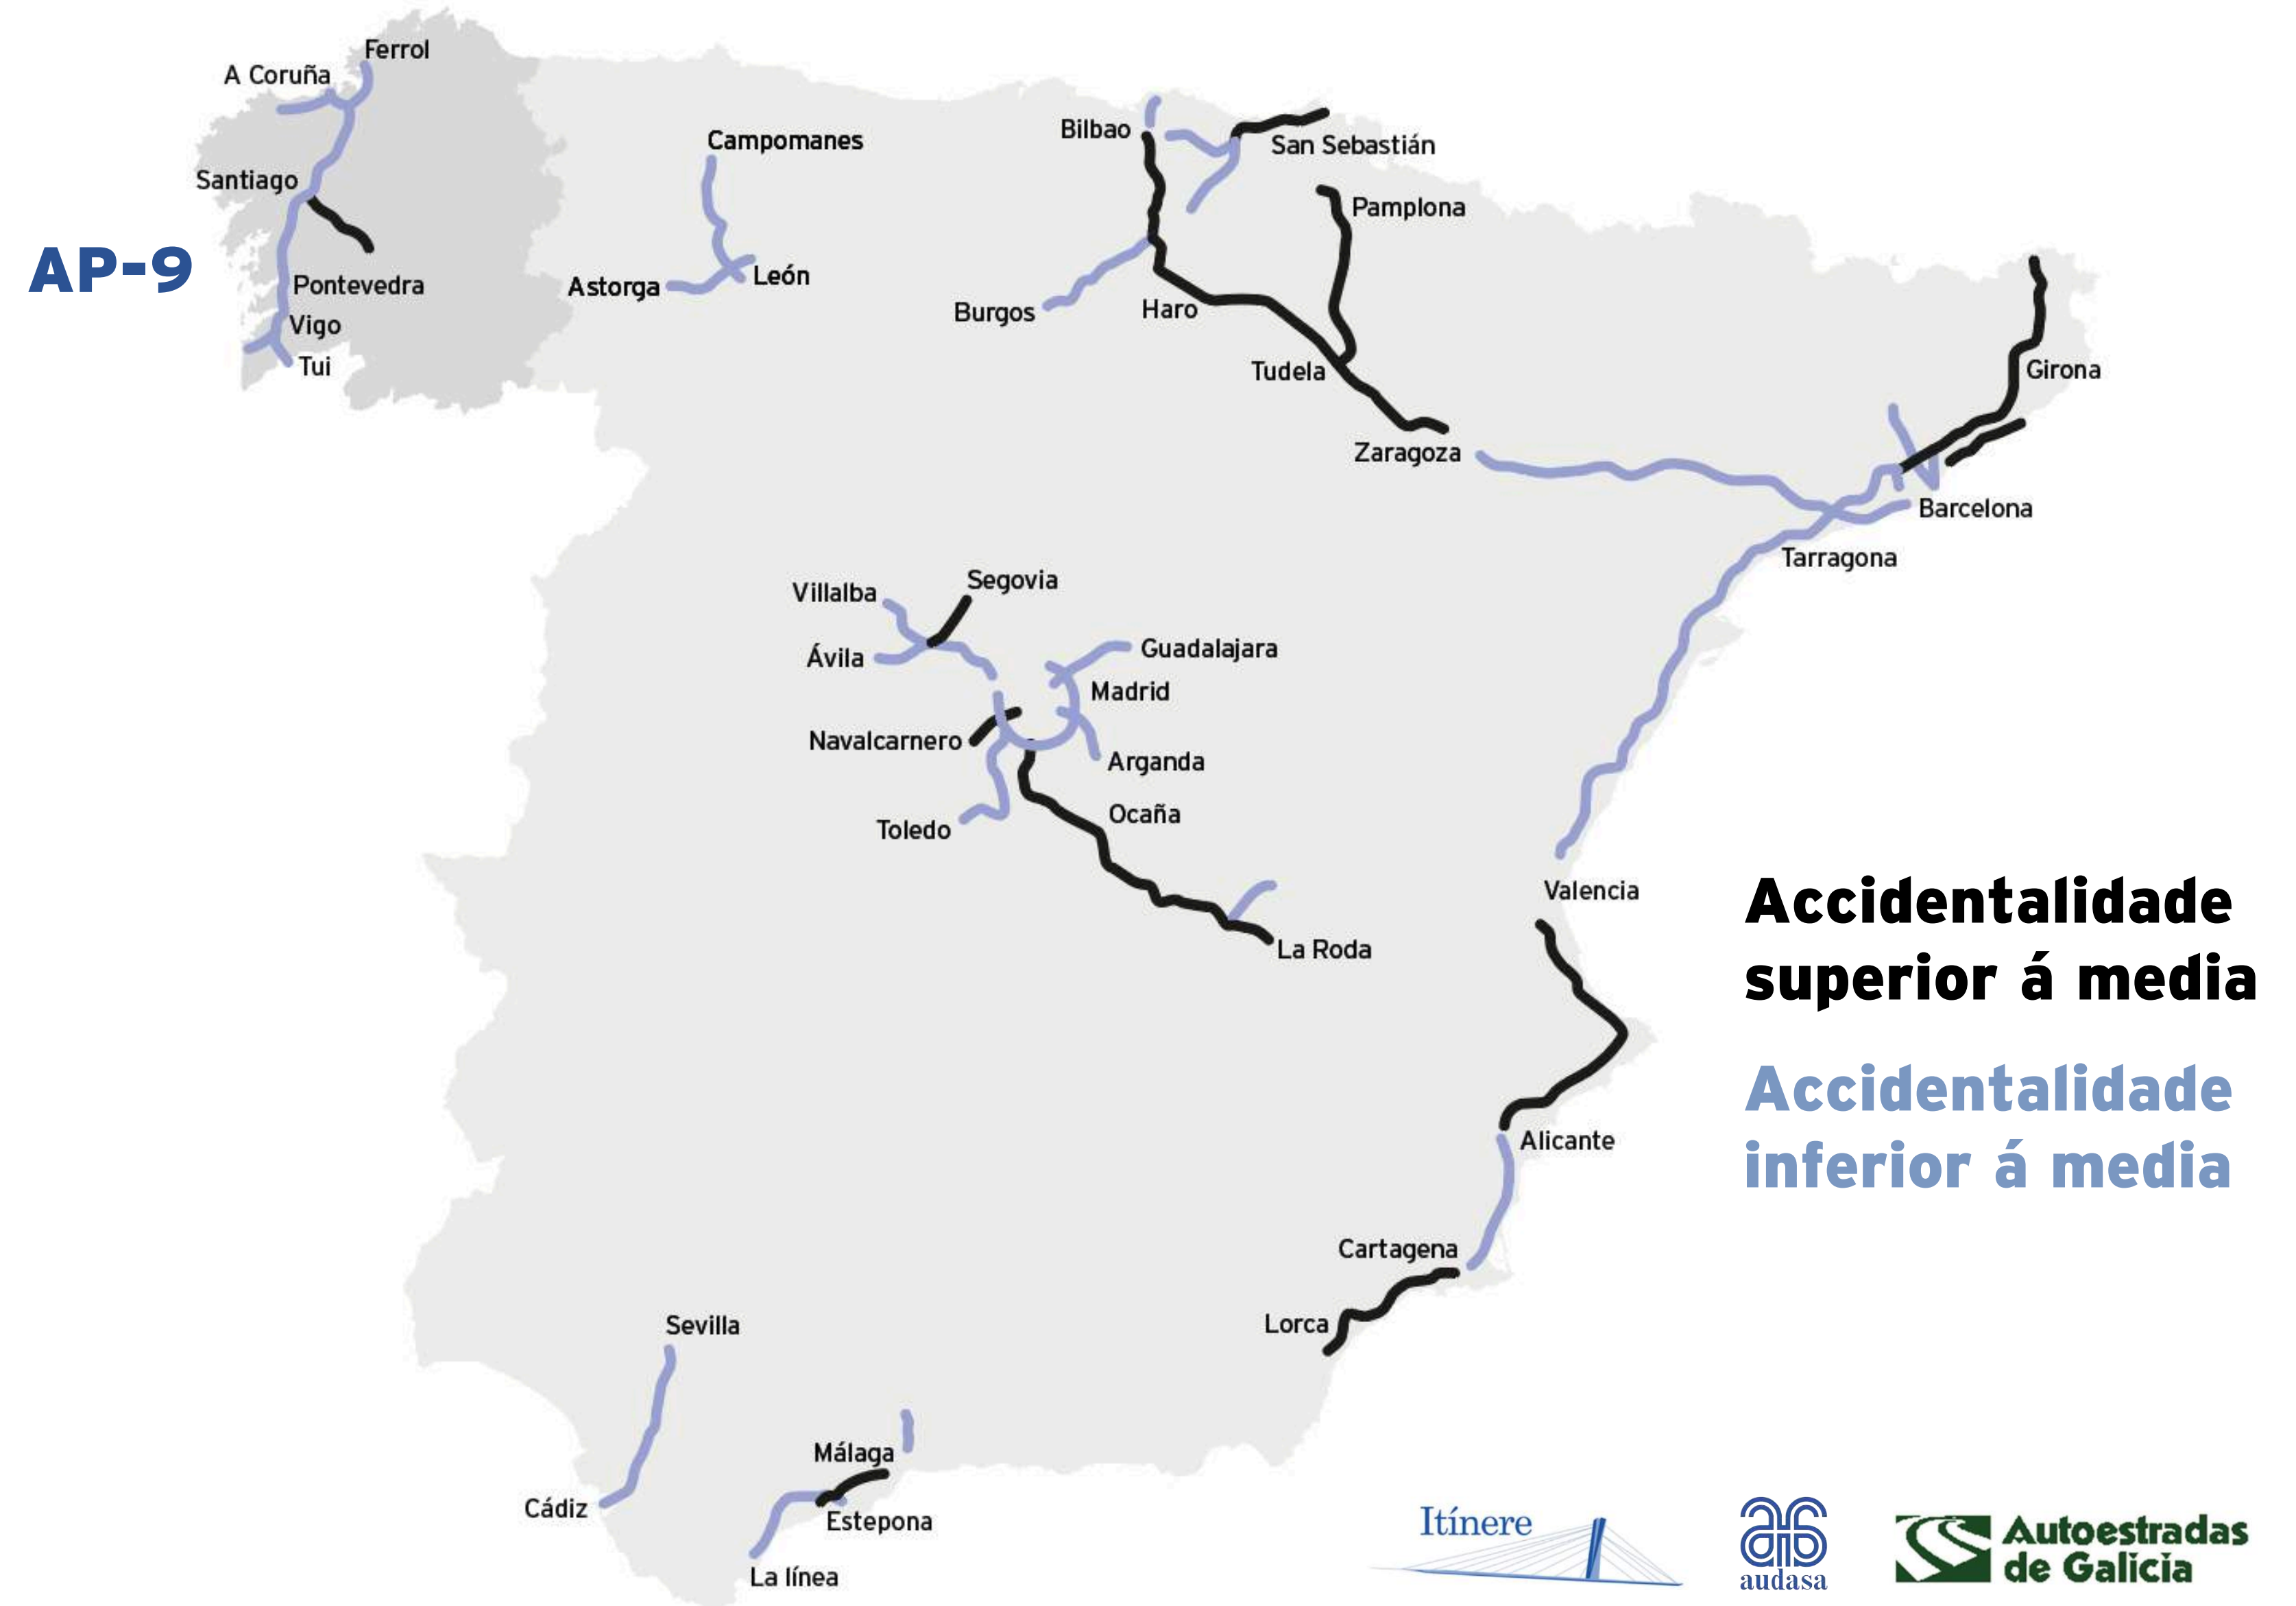 Ferrol
A Coruña
Santiago
AP-9
Pontevedra
Vigo
Tui
Campomanes
Astorga
León
Bilbao
San Sebastián
Pamplona
Burgos
Haro
Tudela
Zaragoza
Girona
Barcelona
Tarragona
Segovia
Villalba
Ávila
Guadalajara
Madrid
Navalcarnero
Arganda
Ocaña
Toledo
La Roda
Valencia
Alicante
Cartagena
Lorca
Accidentalidade
superior á media
Accidentalidade
inferior á media
Sevilla
Cádiz
Málaga
Estepona
La línea
Itínere
audasa
Autoestradas
de Galicia